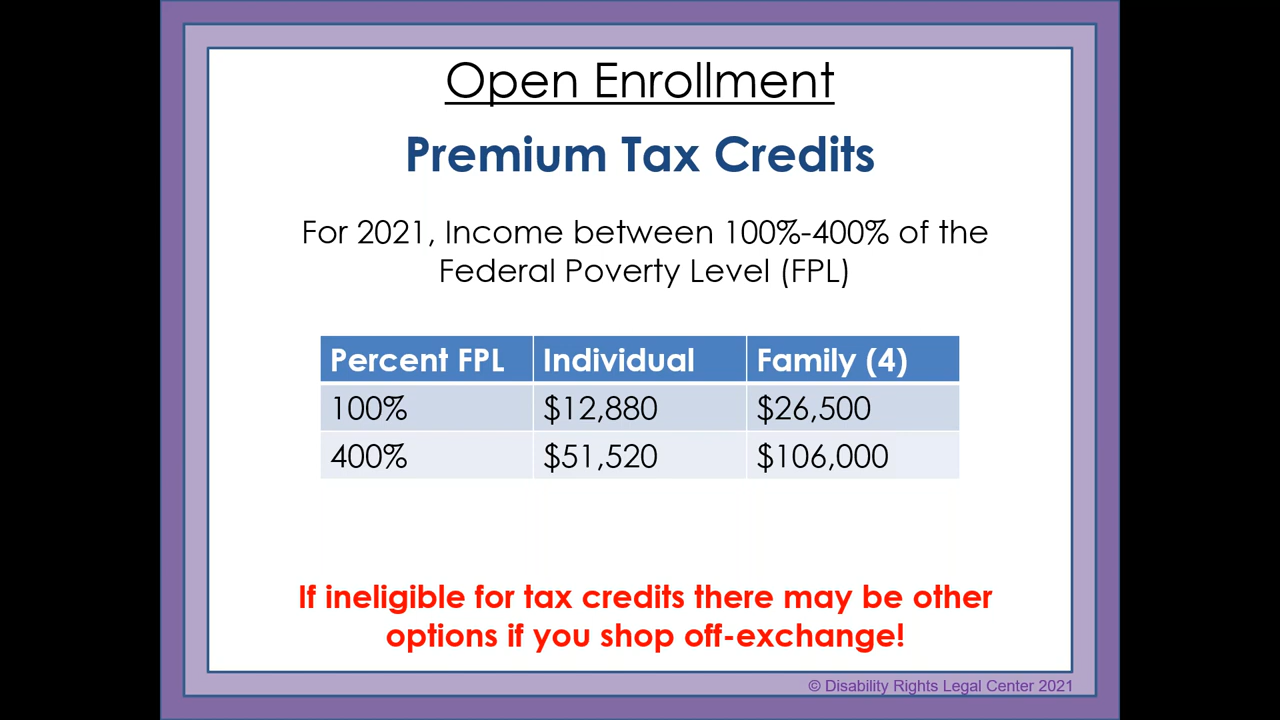 Open Enrollment
Premium Tax Credits
For 2021, Income between 100%-400% of the
Federal Poverty Level (FPL)
Percent FPL Individual Family (4)
100% $12,880 $26,500
400% $51,520 $106,000
If ineligible for tax credits there may be other
options if you shop off-exchange!
© Disability Rights Legal Center 2021